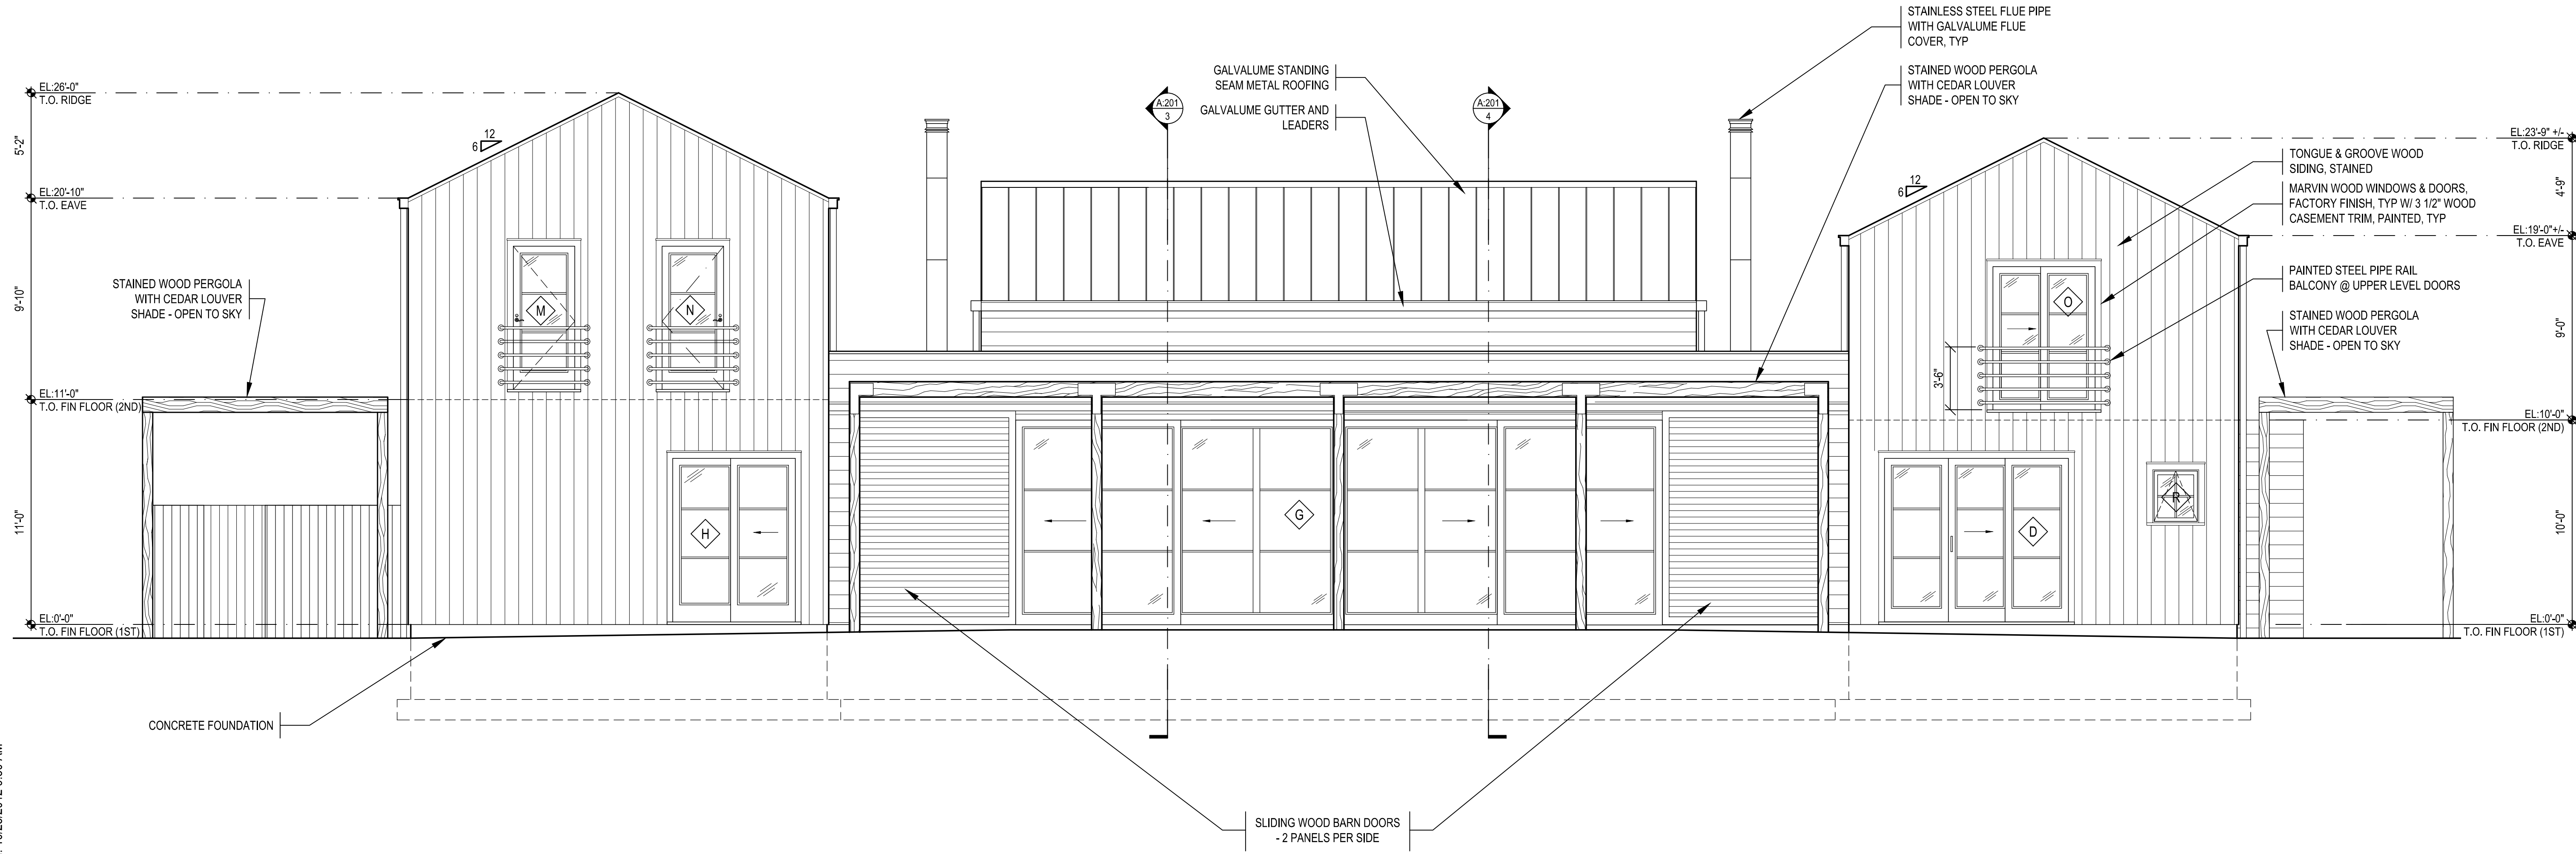 STAINLESS STEEL FLUE PIPE
WITH GALVALUME FLUE
COVER, TYP
GALVALUME STANDING
SEAM METAL ROOFING
STAINED WOOD PERGOLA
WITH CEDAR LOUVER
SHADE - OPEN TO SKY
GALVALUME GUTTER AND
LEADERS
A:201
3
A:201
4
EL:26'-0"
T.O. RIDGE
5'-2"
12
6
EL:20'-10"
T.O. EAVE
9'-10"
STAINED WOOD PERGOLA
WITH CEDAR LOUVER
SHADE - OPEN TO SKY
M
N
EL:11'-0"
T.O. FIN FLOOR (2ND)
11'-0"
H
G
EL:0'-0"
T.O. FIN FLOOR (1ST)
EL:23'-9" +/-
T.O. RIDGE
TONGUE & GROOVE WOOD
SIDING, STAINED
12
6
4'-9"
MARVIN WOOD WINDOWS & DOORS,
FACTORY FINISH, TYP W/ 3 1/2" WOOD
CASEMENT TRIM, PAINTED, TYP
EL:19'-0"+/-
T.O. EAVE
PAINTED STEEL PIPE RAIL
BALCONY @ UPPER LEVEL DOORS
O
STAINED WOOD PERGOLA
WITH CEDAR LOUVER
SHADE - OPEN TO SKY
9'-0"
3'-6"
EL:10'-0"
T.O. FIN FLOOR (2ND)
R
D
10'-0"
EL:0'-0"
T.O. FIN FLOOR (1ST)
CONCRETE FOUNDATION
SLIDING WOOD BARN DOORS
- 2 PANELS PER SIDE